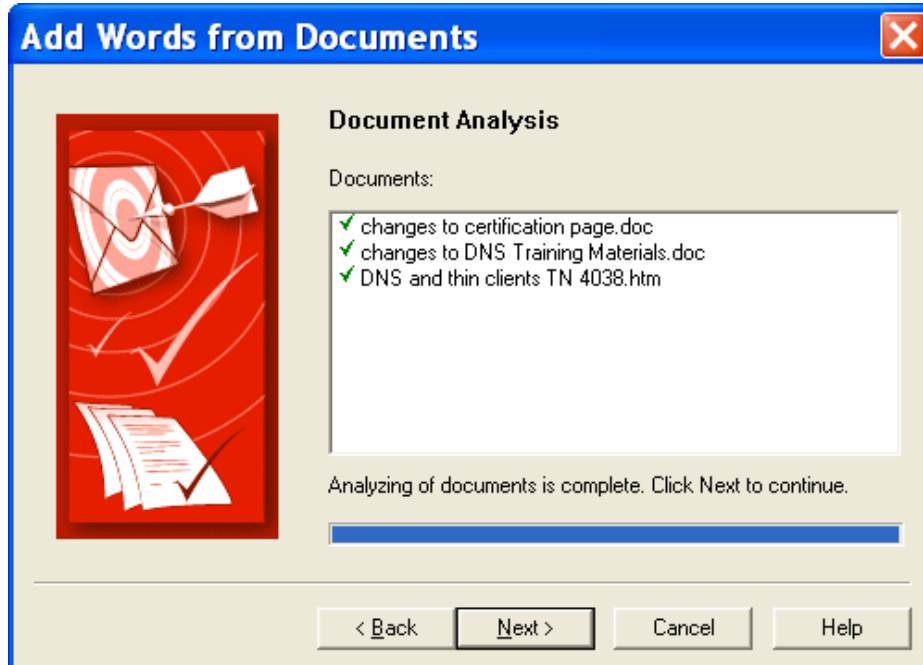 Add Words from Documents
Document Analysis
Documents:
changes to certification page.doc
changes to DNS Training Materials.doc
DNS and thin clients TN 4038.htm
Analyzing of documents is complete. Click Next to continue.
< Back Next > Cancel Help